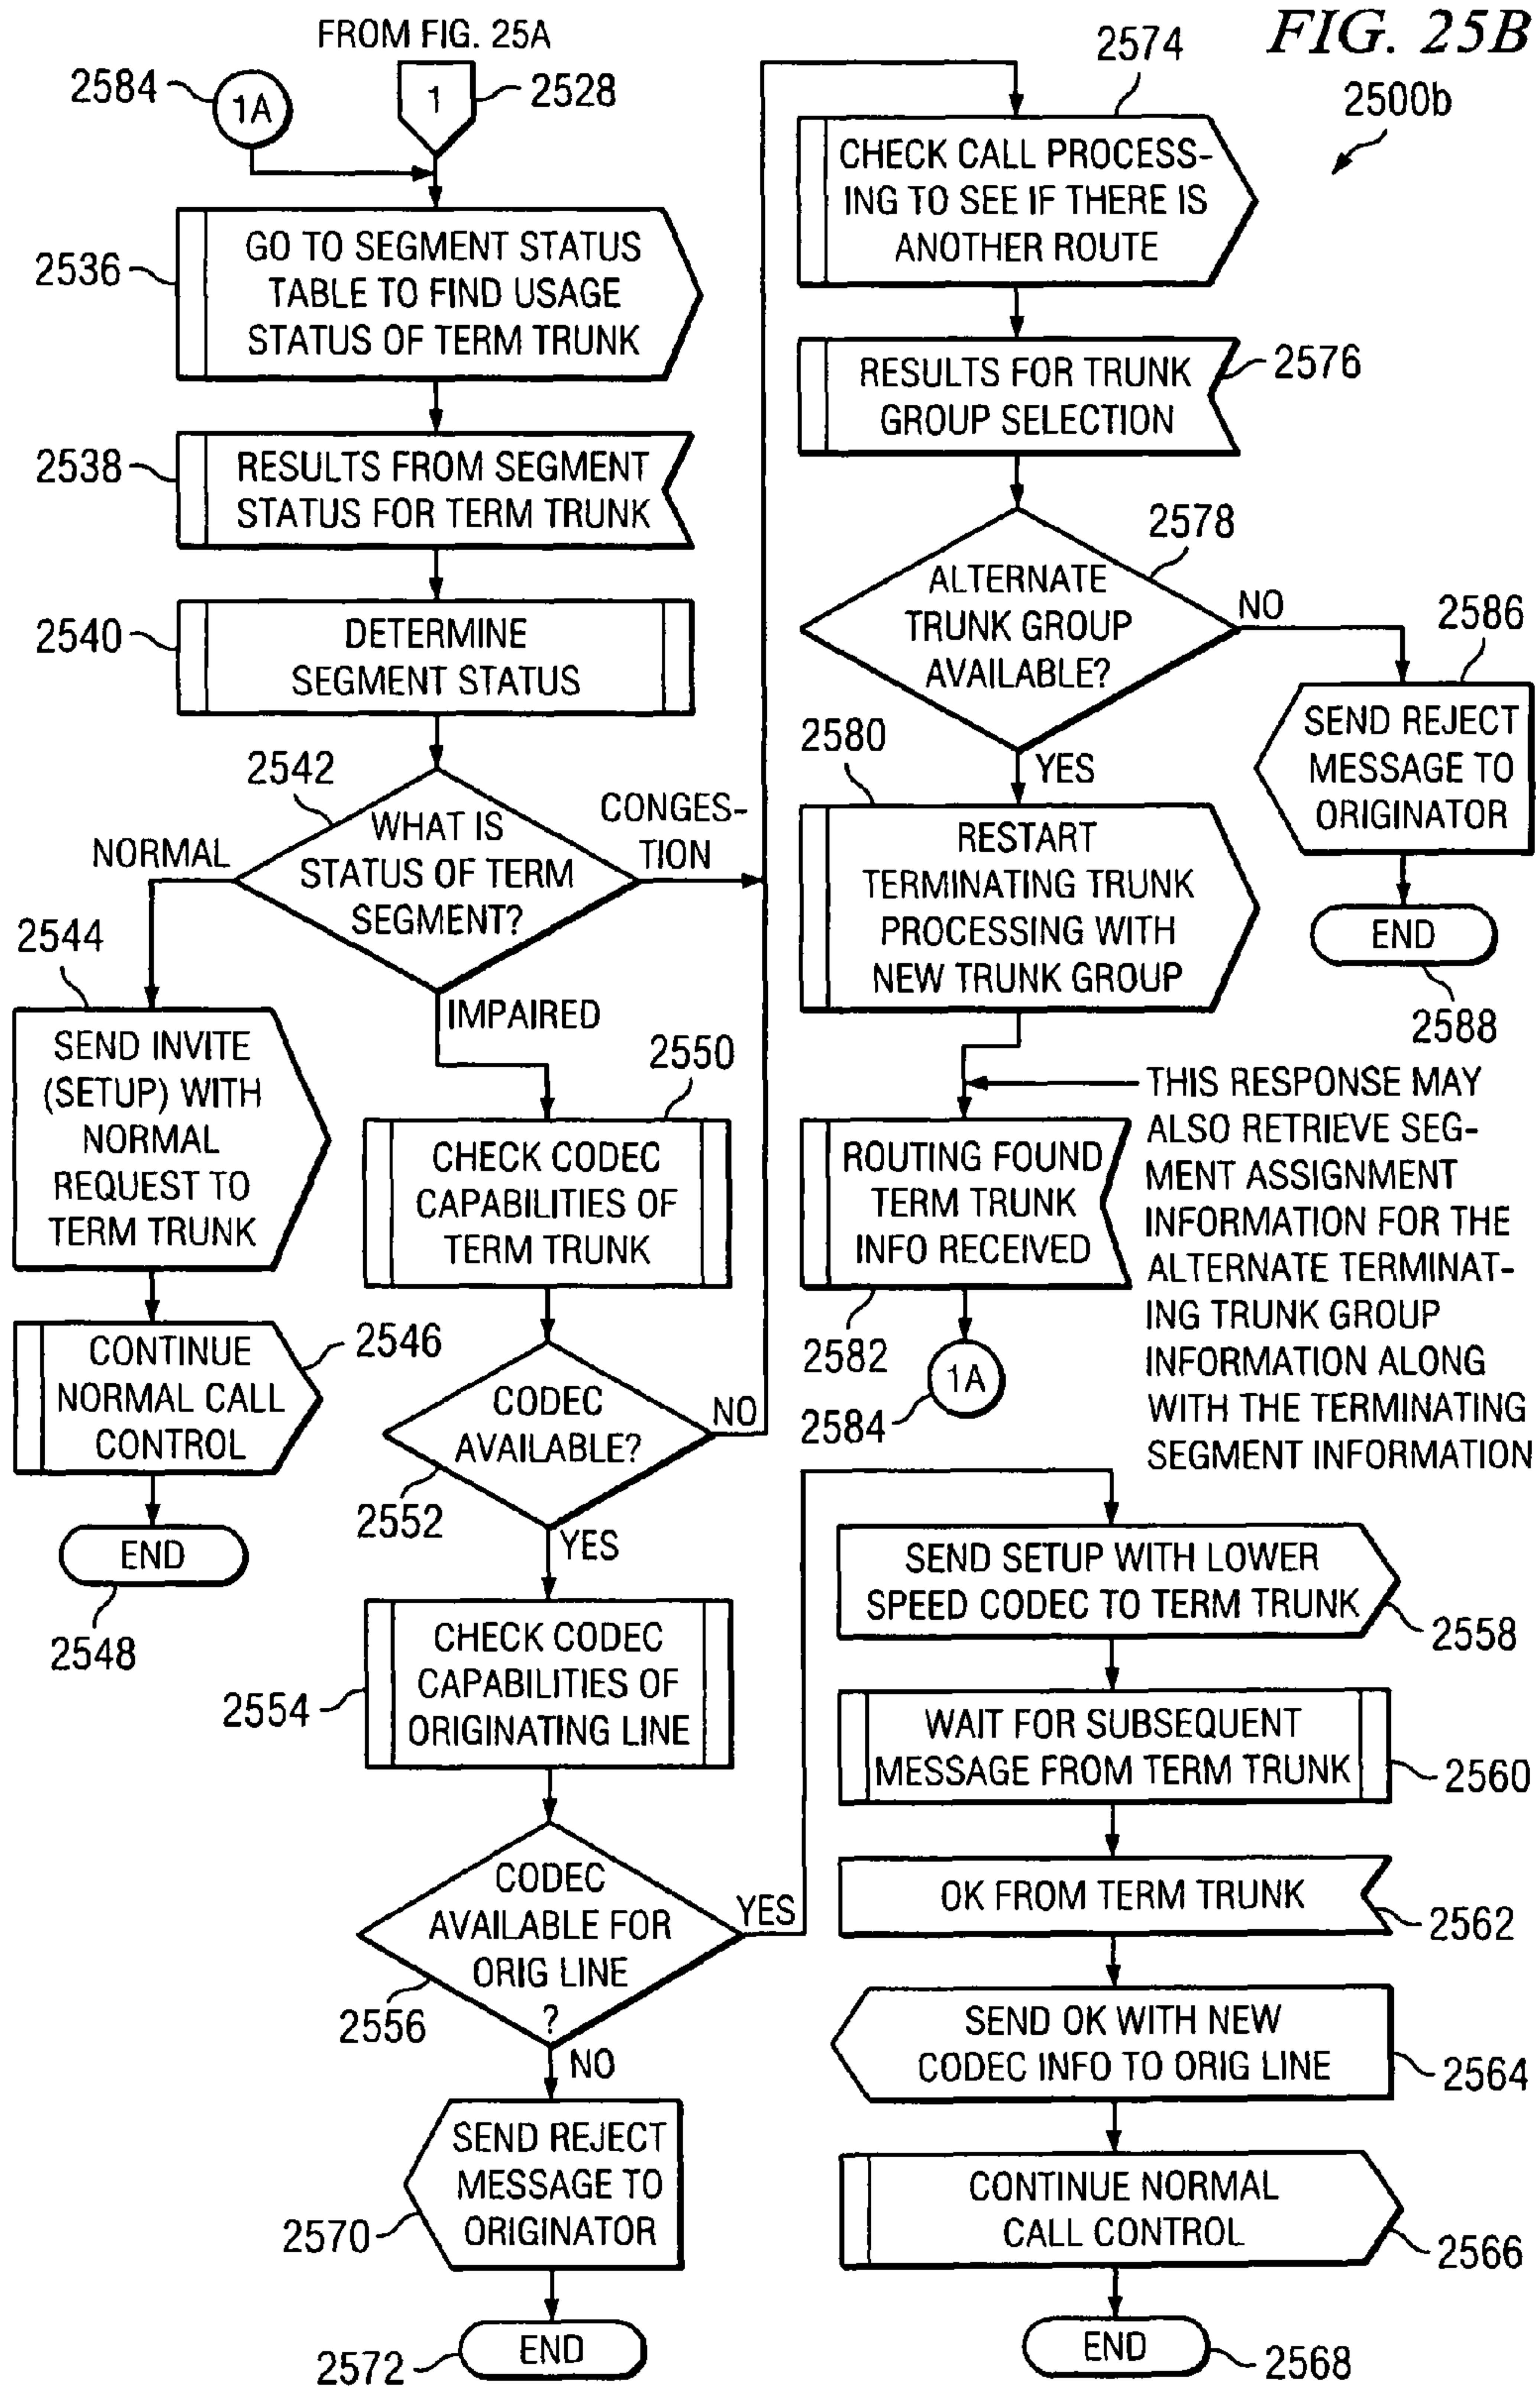 FIG. 25B
2500b
FROM FIG. 25A
2584
1A
1
2528
2536
GO TO SEGMENT STATUS
TABLE TO FIND USAGE
STATUS OF TERM TRUNK
2538
RESULTS FROM SEGMENT
STATUS FOR TERM TRUNK
2540
DETERMINE
SEGMENT STATUS
2542
WHAT IS
STATUS OF TERM
SEGMENT?
NORMAL
CONGES-
TION
IMPAIRED
2544
SEND INVITE
(SETUP) WITH
NORMAL
REQUEST TO
TERM TRUNK
2546
CONTINUE
NORMAL CALL
CONTROL
END
2548
2550
CHECK CODEC
CAPABILITIES OF
TERM TRUNK
CODEC
AVAILABLE?
NO
2552
YES
2554
CHECK CODEC
CAPABILITIES OF
ORIGINATING LINE
CODEC
AVAILABLE FOR
ORIG LINE
?
YES
2556
NO
SEND REJECT
MESSAGE TO
ORIGINATOR
2570
END
2572
2574
CHECK CALL PROCESS-
ING TO SEE IF THERE IS
ANOTHER ROUTE
RESULTS FOR TRUNK
GROUP SELECTION
2576
2578
ALTERNATE
TRUNK GROUP
AVAILABLE?
NO
YES
2586
SEND REJECT
MESSAGE TO
ORIGINATOR
END
2588
2580
RESTART
TERMINATING TRUNK
PROCESSING WITH
NEW TRUNK GROUP
ROUTING FOUND
TERM TRUNK
INFO RECEIVED
2582
1A
2584
THIS RESPONSE MAY
ALSO RETRIEVE SEG-
MENT ASSIGNMENT
INFORMATION FOR THE
ALTERNATE TERMINAT-
ING TRUNK GROUP
INFORMATION ALONG
WITH THE TERMINATING
SEGMENT INFORMATION
SEND SETUP WITH LOWER
SPEED CODEC TO TERM TRUNK
2558
WAIT FOR SUBSEQUENT
MESSAGE FROM TERM TRUNK
2560
OK FROM TERM TRUNK
2562
SEND OK WITH NEW
CODEC INFO TO ORIG LINE
2564
CONTINUE NORMAL
CALL CONTROL
2566
END
2568